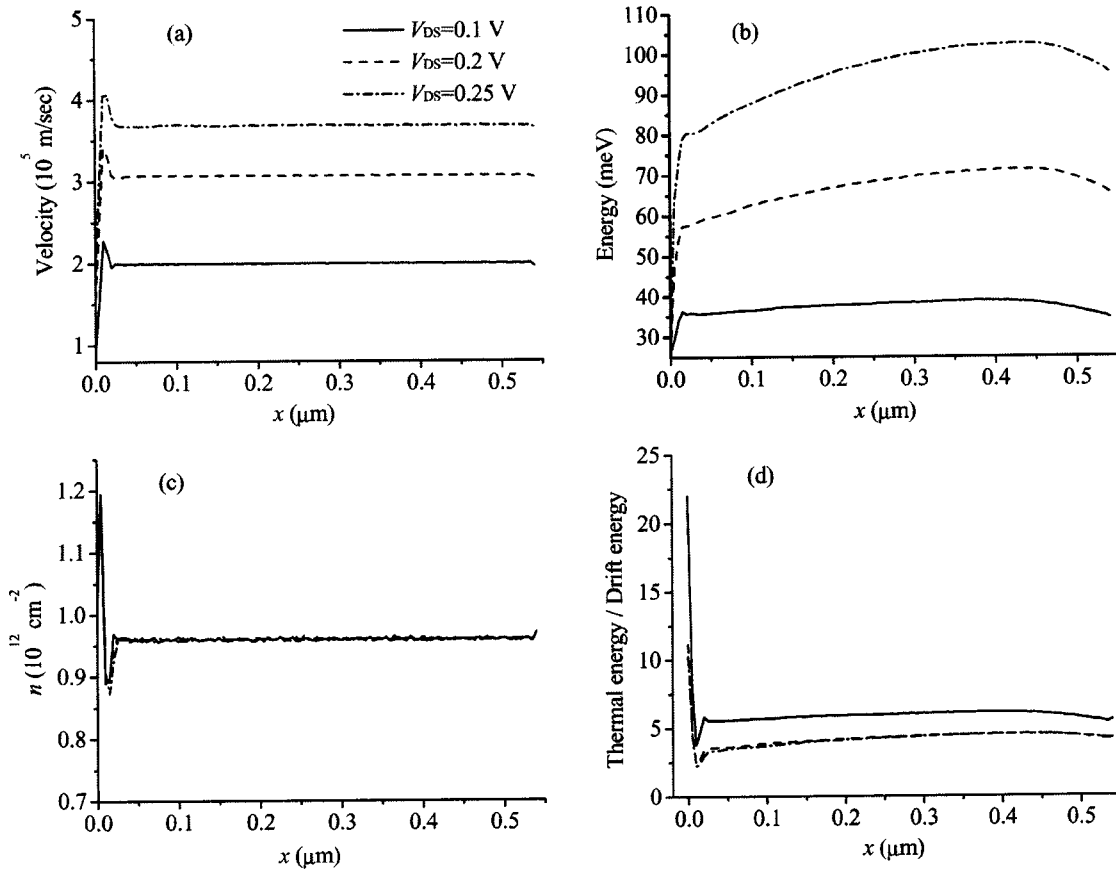 (a)
V_DS=0.1 V
V_DS=0.2 V
V_DS=0.25 V
5
4
3
2
1
Velocity (10^5 m/sec)
0.0 0.1 0.2 0.3 0.4 0.5
x (μm)
(b)
110
100
90
80
70
60
50
40
30
Energy (meV)
0.0 0.1 0.2 0.3 0.4 0.5
x (μm)
(c)
1.2
1.1
1.0
0.9
0.8
0.7
n (10^12 cm^-2)
0.0 0.1 0.2 0.3 0.4 0.5
x (μm)
(d)
25
20
15
10
5
0
Thermal energy / Drift energy
0.0 0.1 0.2 0.3 0.4 0.5
x (μm)